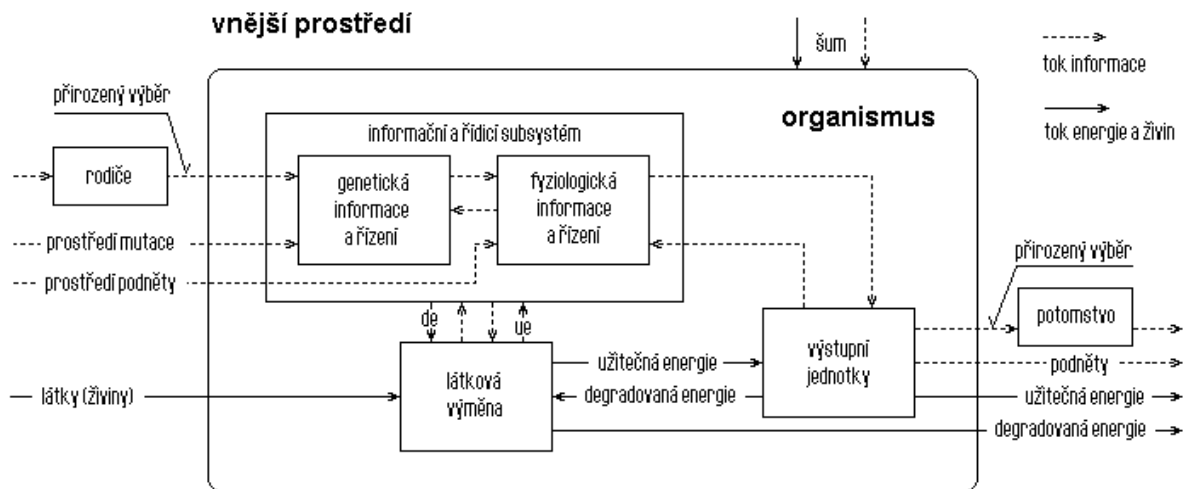 vnější prostředí
šum
tok informace
tok energie a živin
přirozený výběr
organismus
informační a řídicí subsystém
rodiče
genetická
informace
a řízení
fyziologická
informace
a řízení
prostředí mutace
prostředí podněty
přirozený výběr
de
ue
potomstvo
látková
výměna
užitečná energie
degradovaná energie
výstupní
jednotky
podněty
látky (živiny)
užitečná energie
degradovaná energie